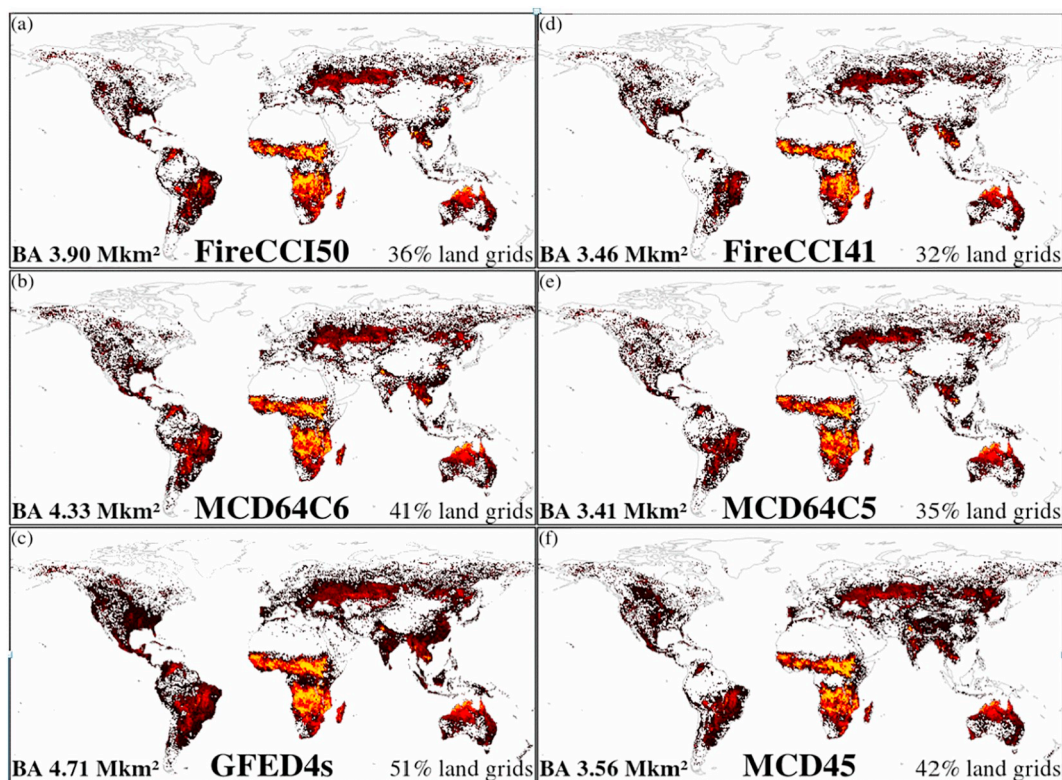 (a)
BA 3.90 Mkm² FireCCI50 36% land grids
(d)
BA 3.46 Mkm² FireCCI41 32% land grids
(b)
BA 4.33 Mkm² MCD64C6 41% land grids
(e)
BA 3.41 Mkm² MCD64C5 35% land grids
(c)
BA 4.71 Mkm² GFED4s 51% land grids
(f)
BA 3.56 Mkm² MCD45 42% land grids